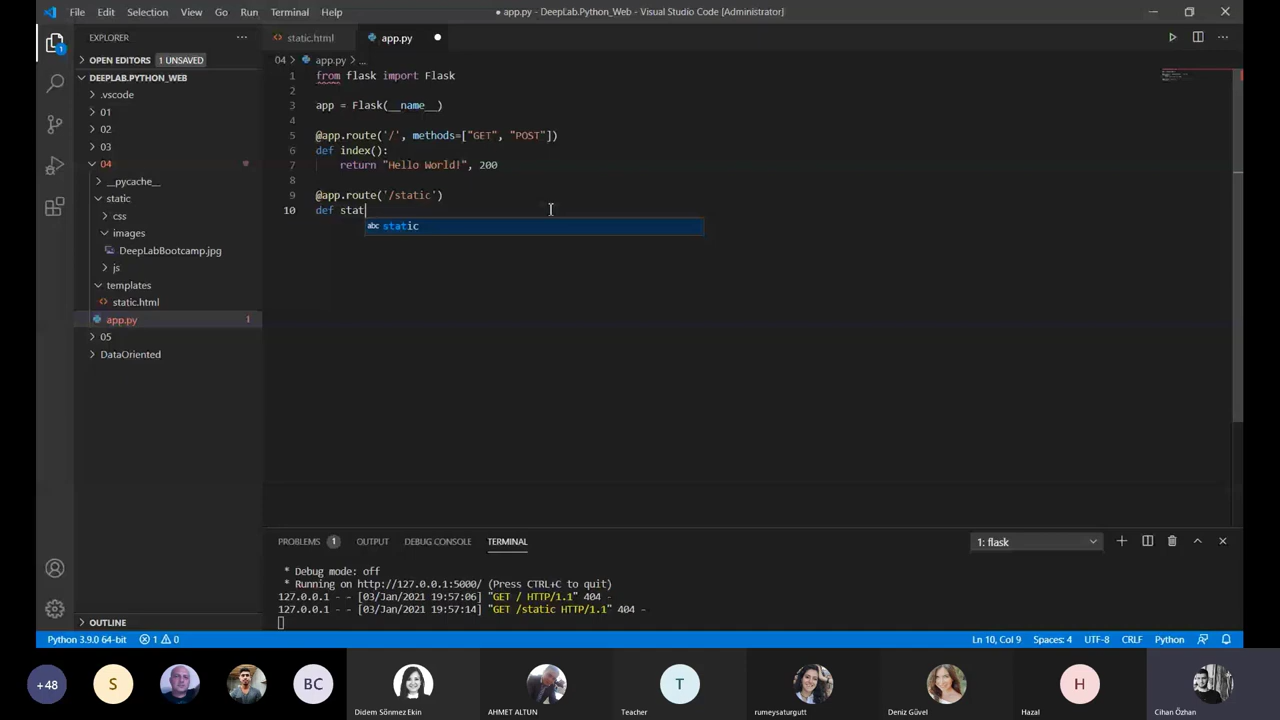 File Edit Selection View Go Run Terminal Help
● app.py - DeepLab.Python_Web - Visual Studio Code [Administrator]
EXPLORER
OPEN EDITORS 1 UNSAVED
DEEPLAB.PYTHON_WEB
.vscode
01
02
03
04
__pycache__
static
css
images
DeepLabBootcamp.jpg
js
templates
static.html
app.py 1
05
DataOriented
OUTLINE
1
static.html
app.py ●
04 > app.py > ...
1 from flask import Flask
2
3 app = Flask(__name__)
4
5 @app.route('/', methods=["GET", "POST"])
6 def index():
7 return "Hello World!", 200
8
9 @app.route('/static')
10 def stat
abc static
PROBLEMS 1 OUTPUT DEBUG CONSOLE TERMINAL 1: flask
* Debug mode: off
* Running on http://127.0.0.1:5000/ (Press CTRL+C to quit)
127.0.0.1 - - [03/Jan/2021 19:57:06] "GET / HTTP/1.1" 404 -
127.0.0.1 - - [03/Jan/2021 19:57:14] "GET /static HTTP/1.1" 404 -
Python 3.9.0 64-bit 1 0 Ln 10, Col 9 Spaces: 4 UTF-8 CRLF Python
+48 S BC T H
Didem Sönmez Ekin AHMET ALTUN Teacher rumeysaturgutt Deniz Güvel Hazal Cihan Özhan